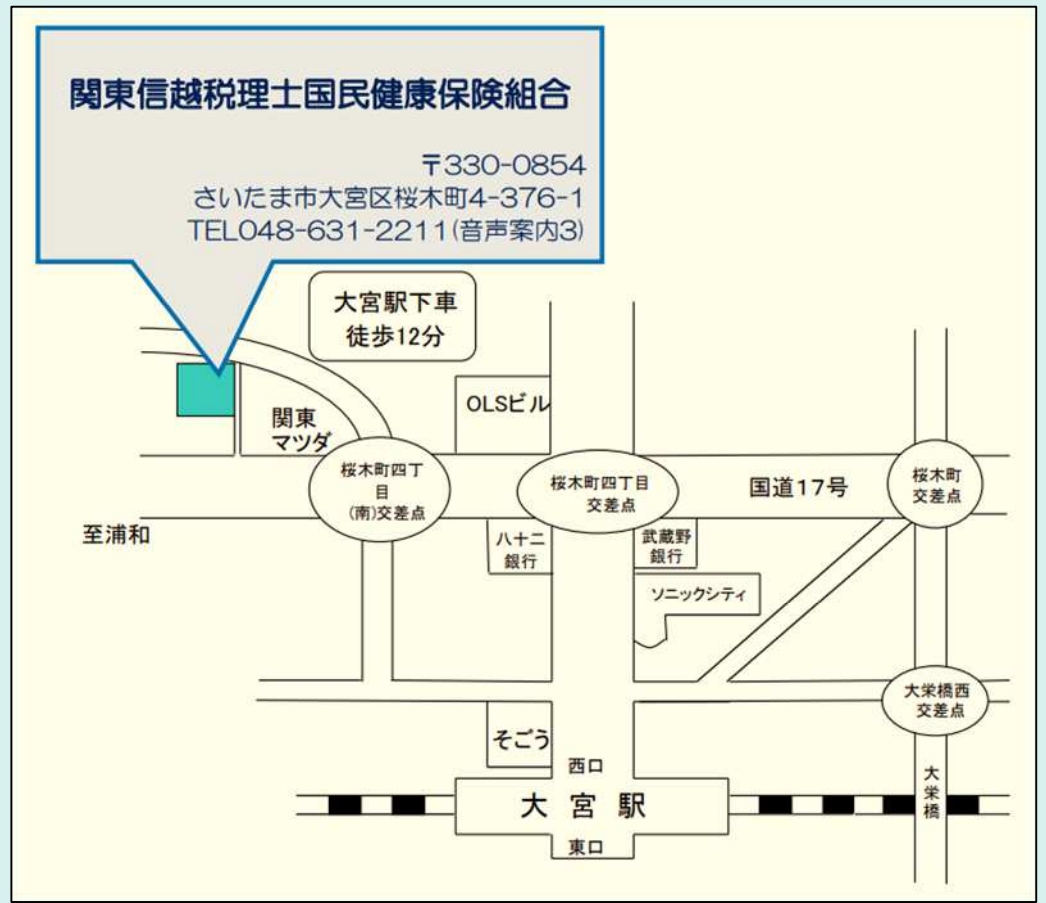 関東信越税理士国民健康保険組合
〒330-0854
さいたま市大宮区桜木町4-376-1
TEL048-631-2211(音声案内3)
大宮駅下車
徒歩12分
OLSビル
関東
マツダ
桜木町四丁
目
(南)交差点
桜木町四丁目
交差点
国道17号
桜木町
交差点
至浦和
八十二
銀行
武蔵野
銀行
ソニックシティ
大栄橋西
交差点
そごう
西口
大栄橋
大宮駅
東口